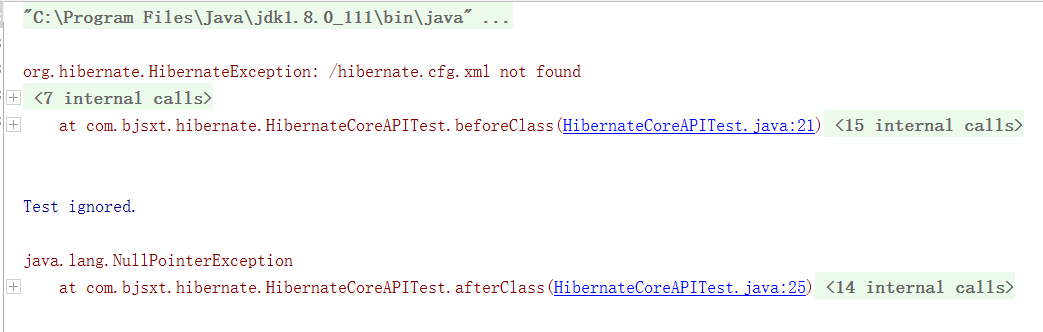 "C:\Program Files\Java\jdk1.8.0_111\bin\java" ...
org.hibernate.HibernateException: /hibernate.cfg.xml not found
<7 internal calls>
at com.bjsxt.hibernate.HibernateCoreAPITest.beforeClass(HibernateCoreAPITest.java:21) <15 internal calls>
Test ignored.
java.lang.NullPointerException
at com.bjsxt.hibernate.HibernateCoreAPITest.afterClass(HibernateCoreAPITest.java:25) <14 internal calls>